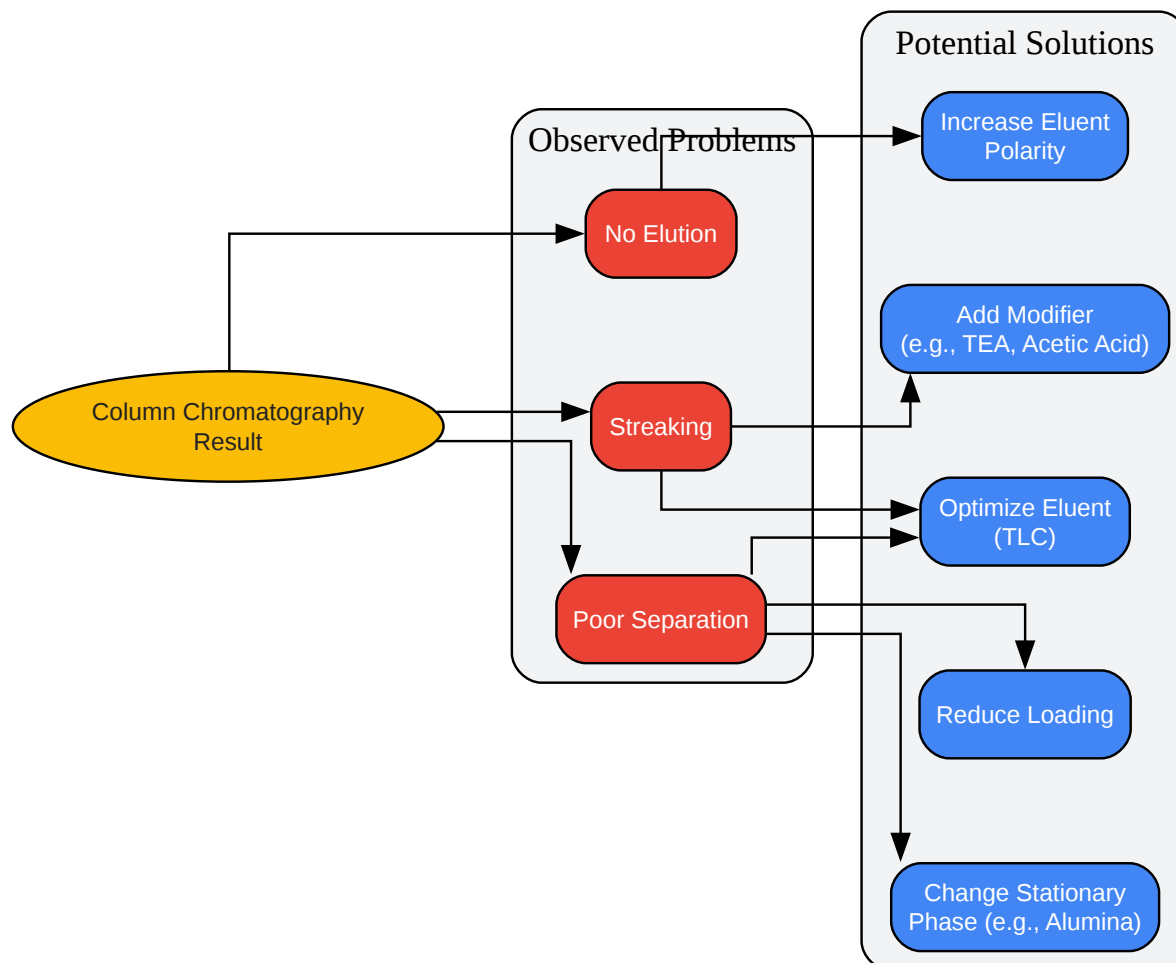 Potential Solutions
Increase Eluent
Polarity
Observed Problems
No Elution
Add Modifier
(e.g., TEA, Acetic Acid)
Column Chromatography
Result
Streaking
Optimize Eluent
(TLC)
Poor Separation
Reduce Loading
Change Stationary
Phase (e.g., Alumina)